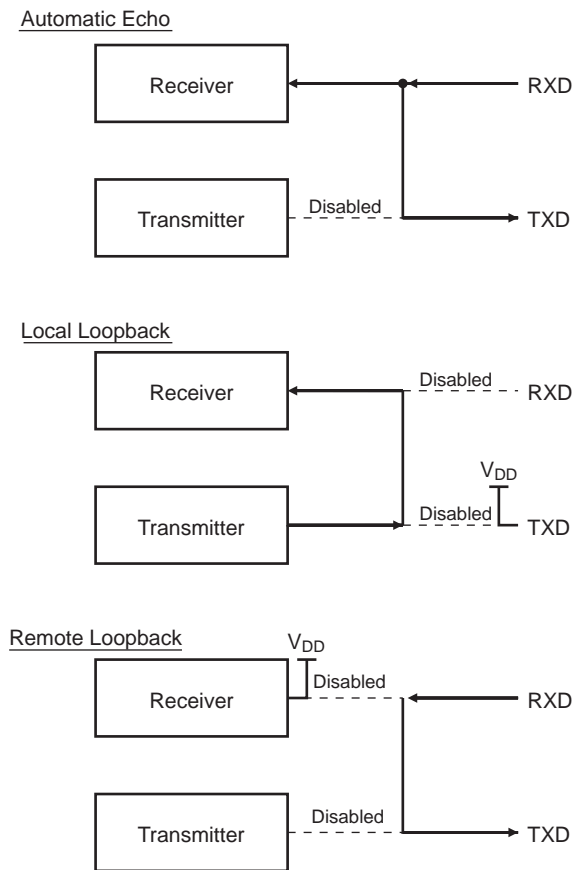 Automatic Echo
Receiver
RXD
Transmitter
Disabled
TXD
Local Loopback
Receiver
Disabled
RXD
VDD
Transmitter
Disabled
TXD
Remote Loopback
VDD
Receiver
Disabled
RXD
Transmitter
Disabled
TXD